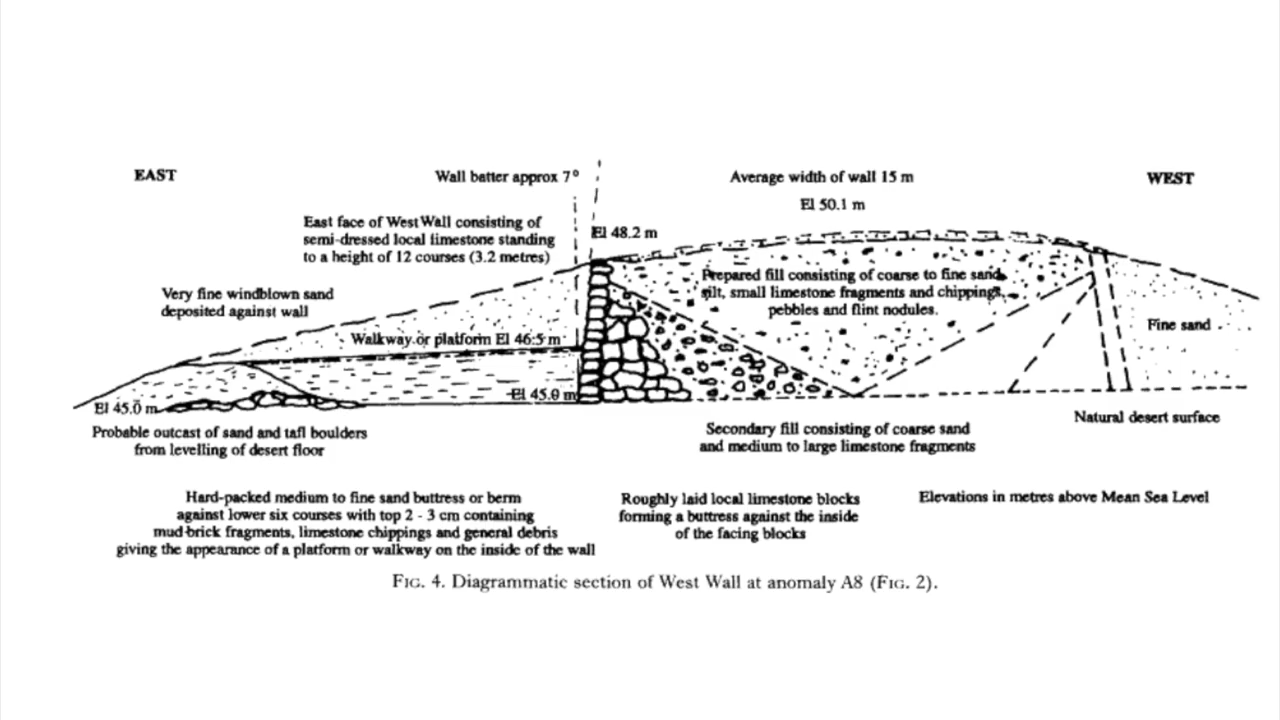 EAST
Wall batter approx 7°
Average width of wall 15 m
WEST
El 50.1 m
East face of West Wall consisting of
semi-dressed local limestone standing
to a height of 12 courses (3.2 metres)
El 48.2 m
Very fine windblown sand
deposited against wall
Prepared fill consisting of coarse to fine sand,
silt, small limestone fragments and chippings,
pebbles and flint nodules.
Fine sand
Walkway or platform El 46.5 m
El 45.0 m
El 45.0 m
Probable outcast of sand and tafl boulders
from levelling of desert floor
Secondary fill consisting of coarse sand
and medium to large limestone fragments
Natural desert surface
Hard-packed medium to fine sand buttress or berm
against lower six courses with top 2 - 3 cm containing
mud-brick fragments, limestone chippings and general debris
giving the appearance of a platform or walkway on the inside of the wall
Roughly laid local limestone blocks
forming a buttress against the inside
of the facing blocks
Elevations in metres above Mean Sea Level
FIG. 4. Diagrammatic section of West Wall at anomaly A8 (FIG. 2).